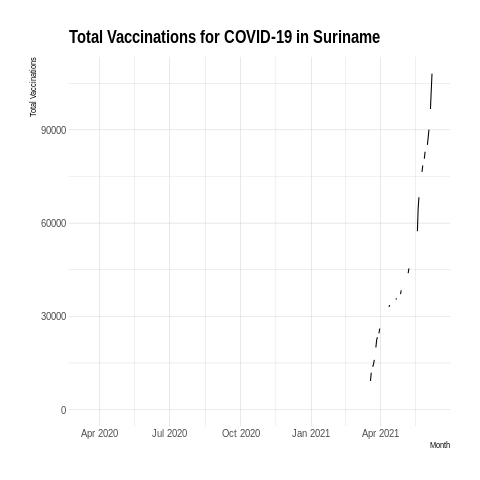 Total Vaccinations for COVID-19 in Suriname
Total Vaccinations
90000
60000
30000
0
Apr 2020 Jul 2020 Oct 2020 Jan 2021 Apr 2021
Month